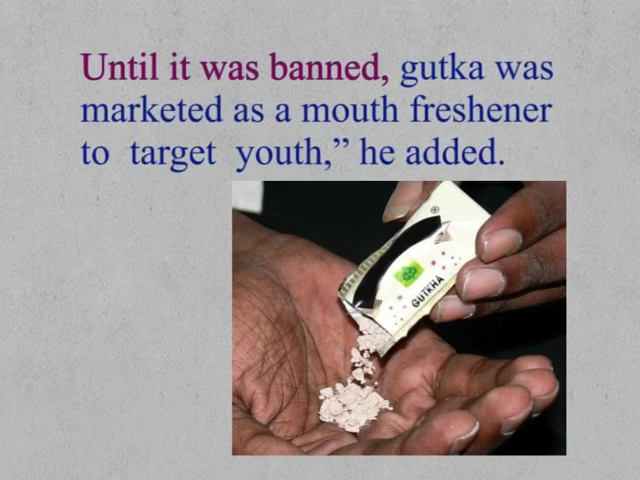 Until it was banned, gutka was
marketed as a mouth freshener
to target youth,” he added.
®
GUTKHA